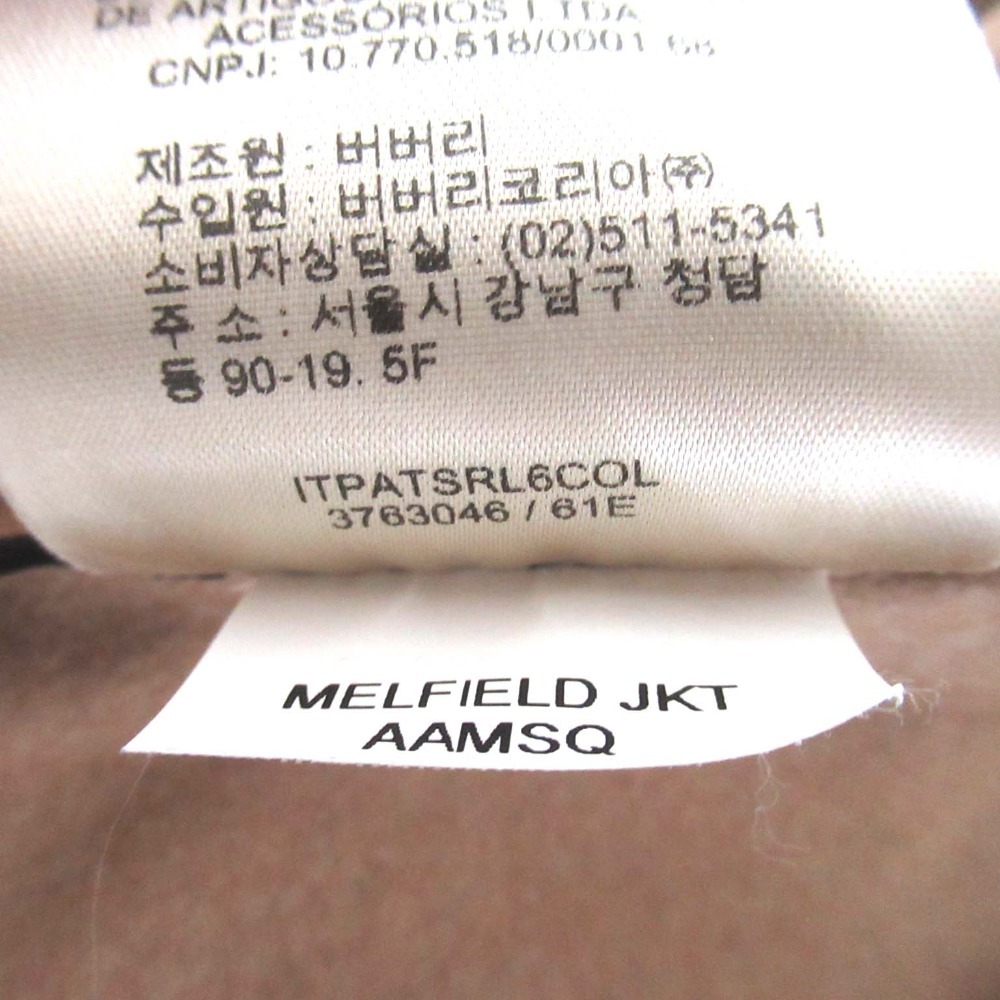 DE ARTIGOS
ACESSÓRIOS LTDA
CNPJ: 10.770.518/0001
제조원 : 버버리
수입원 : 버버리코리아(주)
소비자상담실 : (02)511-5341
주 소 : 서울시 강남구 청담
동 90-19. 5F
ITPATSRL6COL
3763046 / 61E
MELFIELD JKT
AAMSQ